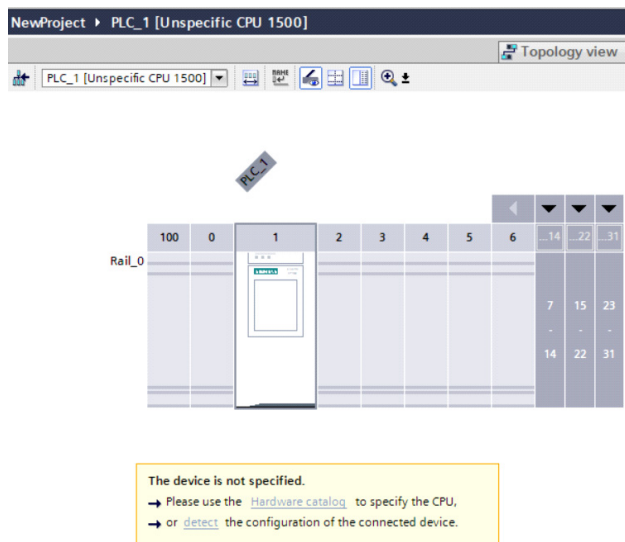 NewProject ▸ PLC_1 [Unspecific CPU 1500]
Topology view
PLC_1 [Unspecific CPU 1500]
PLC_1
100 0 1 2 3 4 5 6 ...14 ...22 ...31
Rail_0
SIEMENS
7 15 23
- - -
14 22 31
The device is not specified.
→ Please use the Hardware catalog to specify the CPU,
→ or detect the configuration of the connected device.